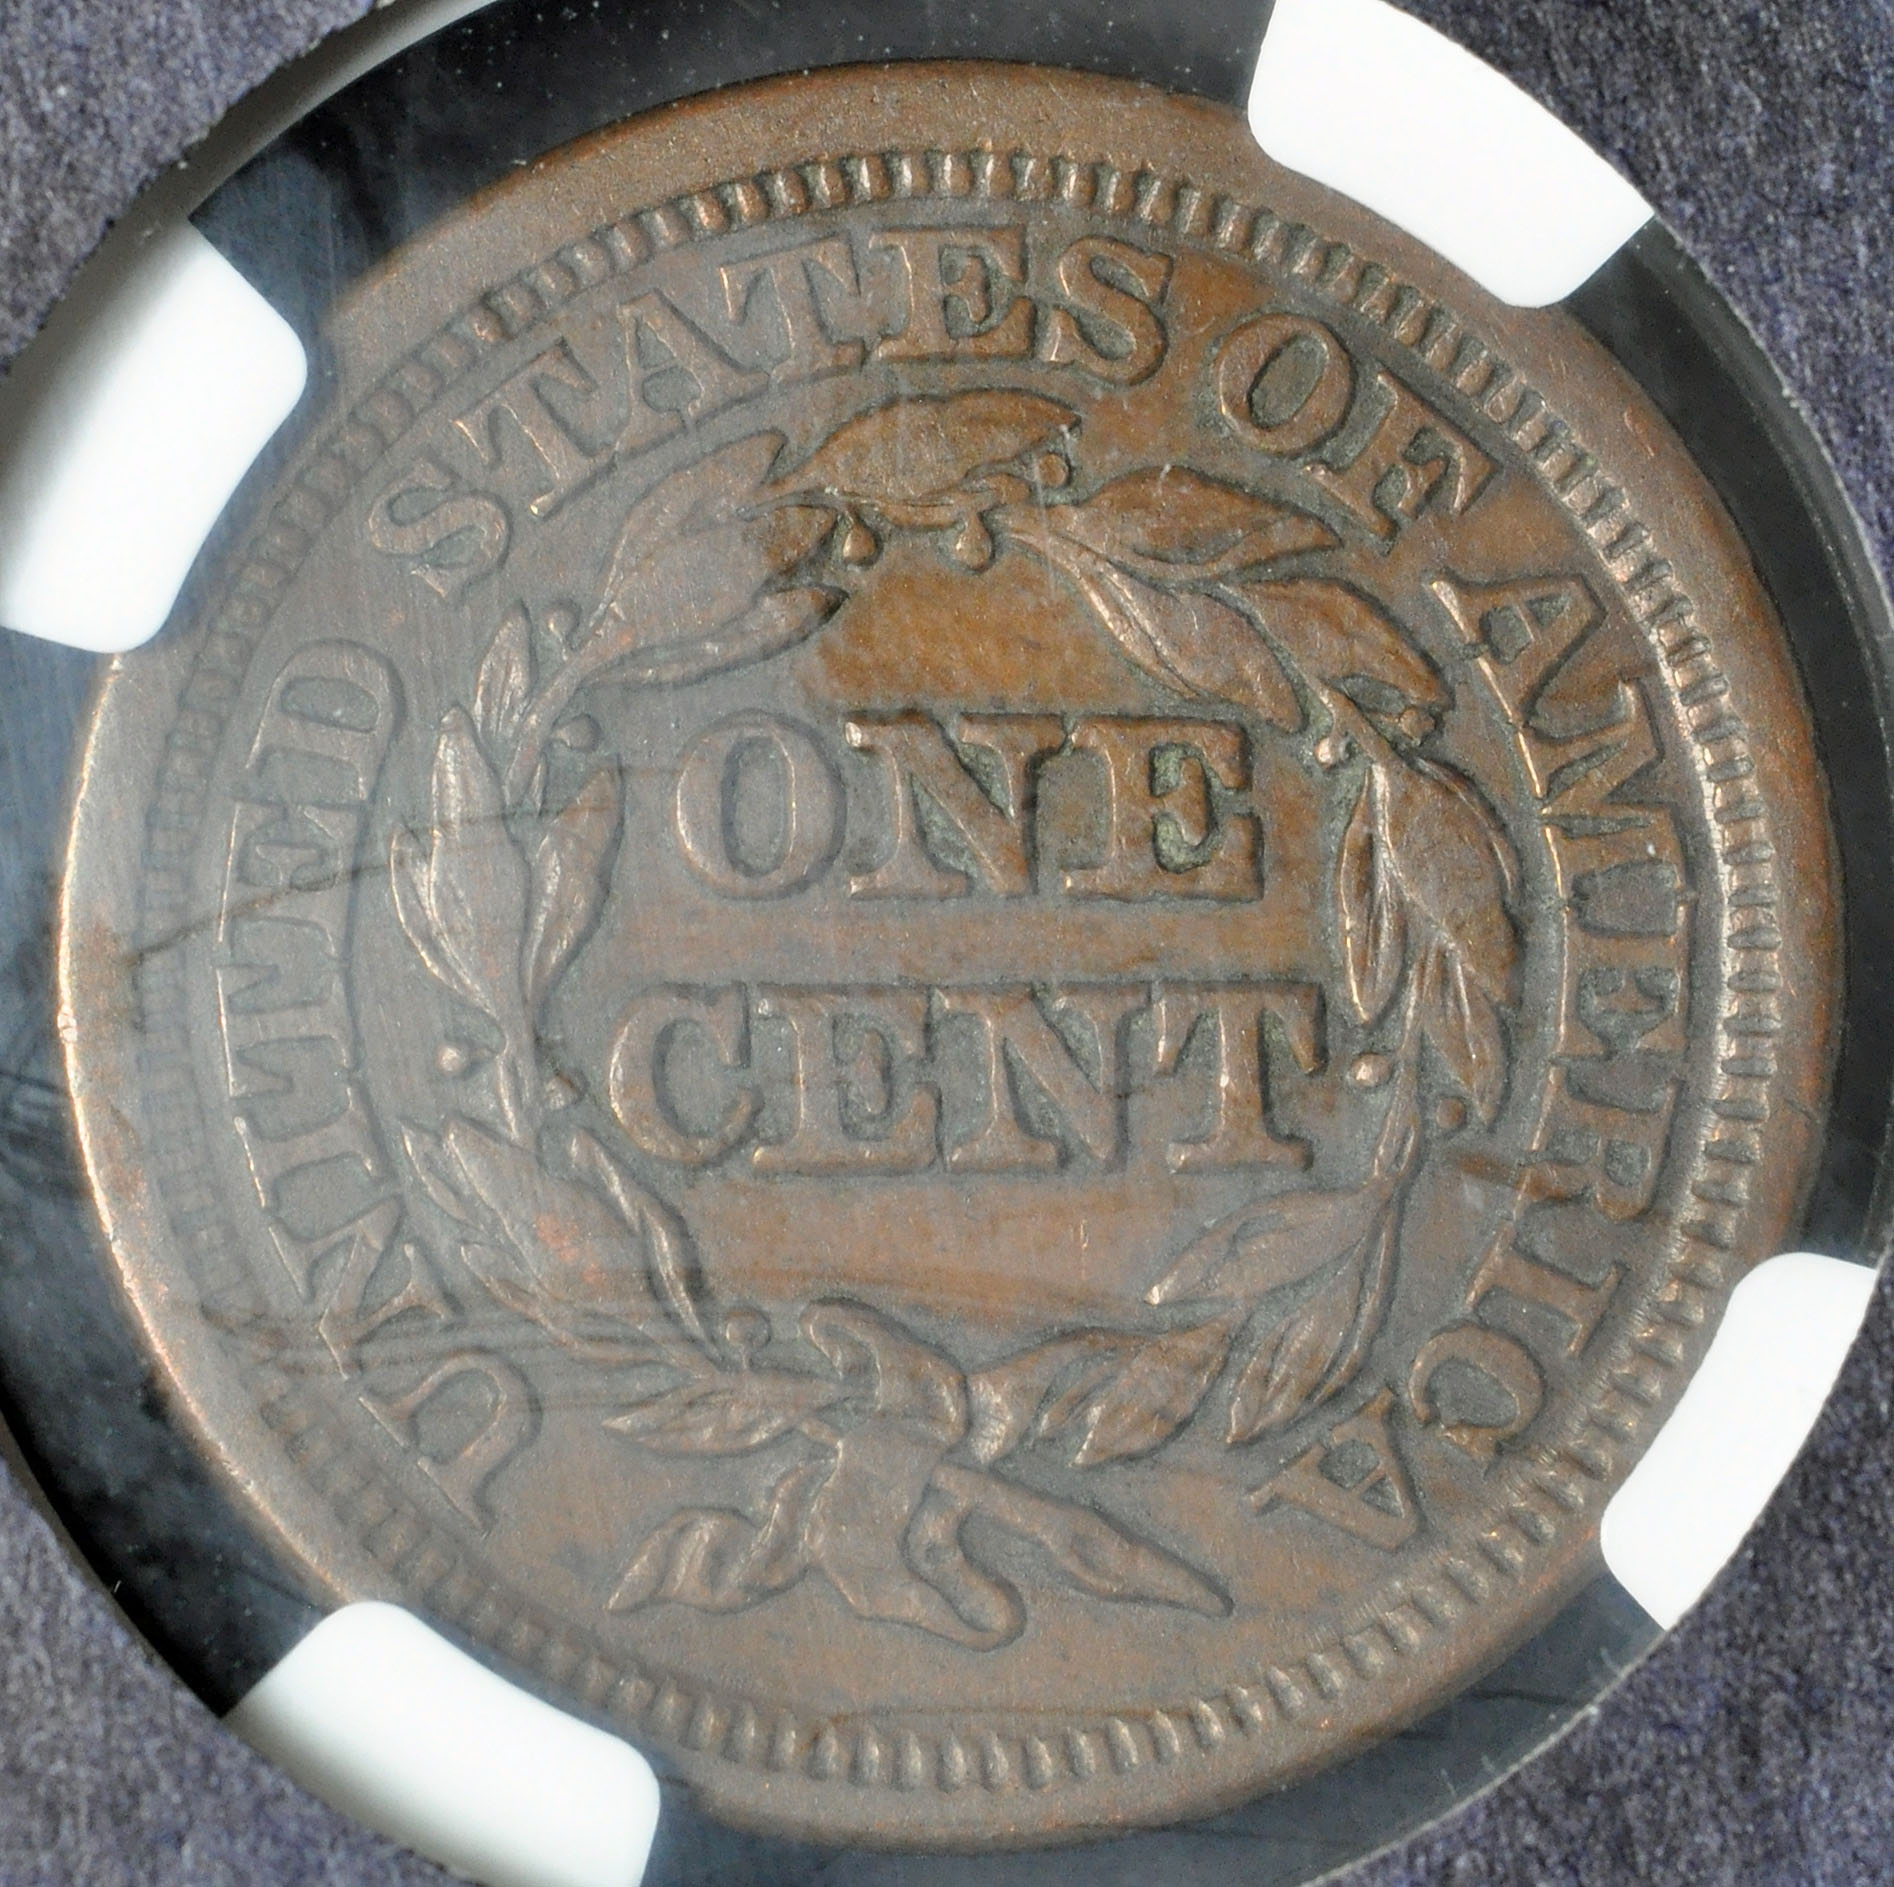 UNITED STATES OF AMERICA
ONE
CENT